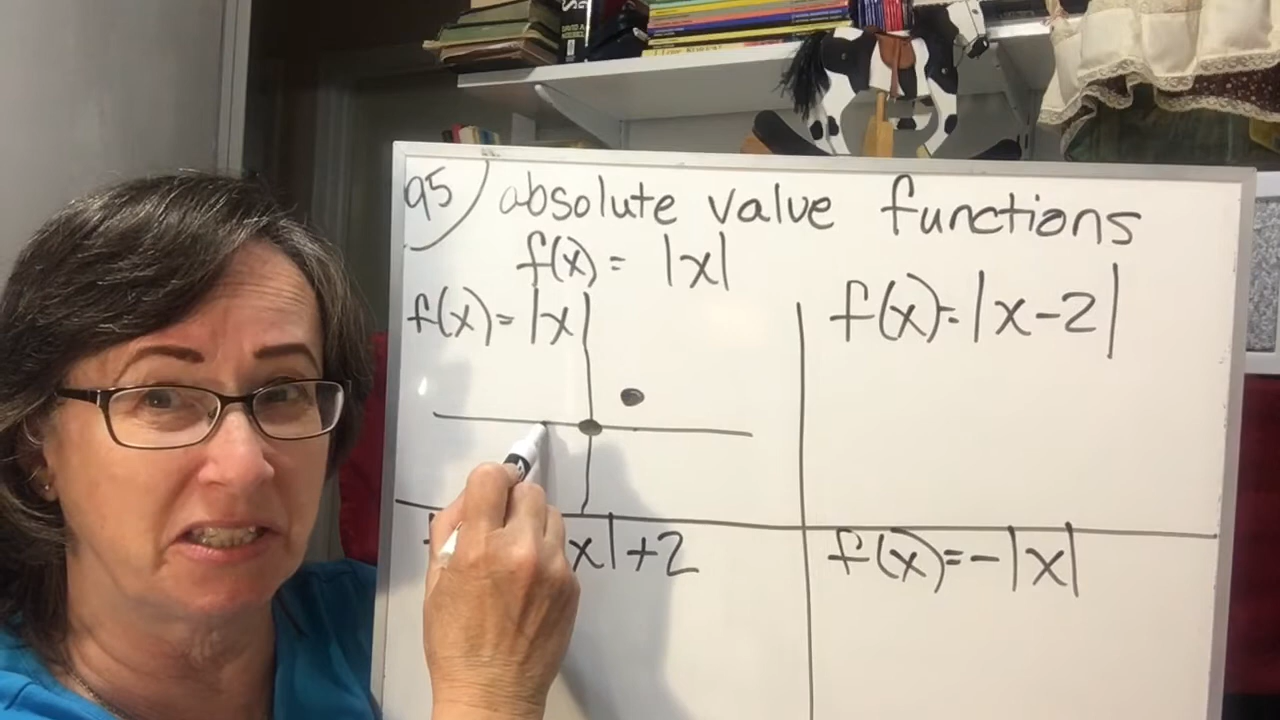 95) absolute value functions
f(x) = |x|
f(x) = |x|
f(x) = |x-2|
x|+2
f(x) = -|x|